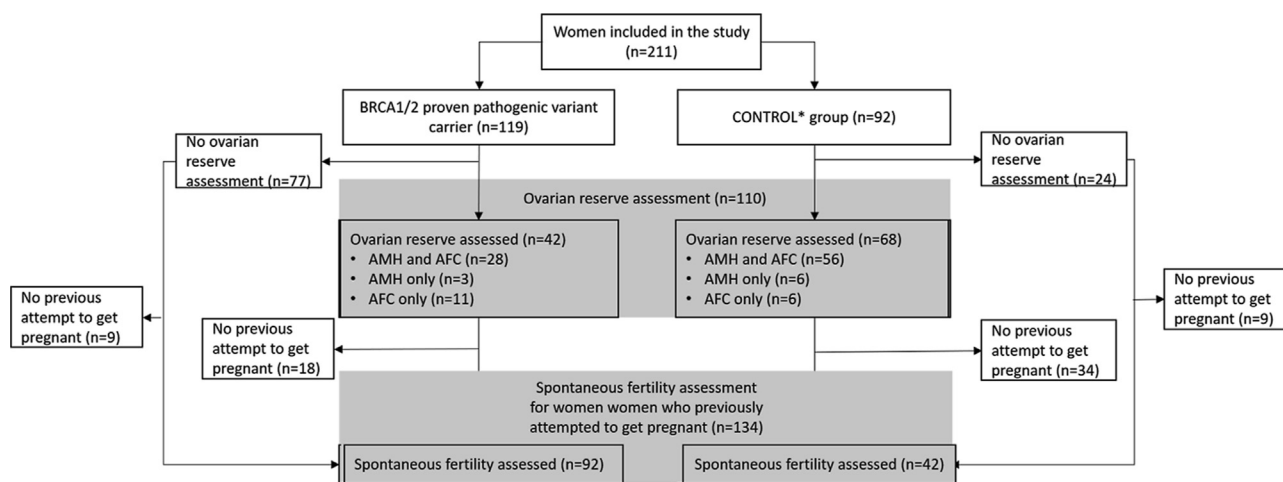 Women included in the study
(n=211)
BRCA1/2 proven pathogenic variant
carrier (n=119)
CONTROL* group (n=92)
No ovarian
reserve
assessment (n=77)
No ovarian
reserve
assessment (n=24)
Ovarian reserve assessment (n=110)
Ovarian reserve assessed (n=42)
• AMH and AFC (n=28)
• AMH only (n=3)
• AFC only (n=11)
Ovarian reserve assessed (n=68)
• AMH and AFC (n=56)
• AMH only (n=6)
• AFC only (n=6)
No previous
attempt to get
pregnant (n=9)
No previous
attempt to get
pregnant (n=9)
No previous
attempt to get
pregnant (n=18)
No previous
attempt to get
pregnant (n=34)
Spontaneous fertility assessment
for women women who previously
attempted to get pregnant (n=134)
Spontaneous fertility assessed (n=92)
Spontaneous fertility assessed (n=42)